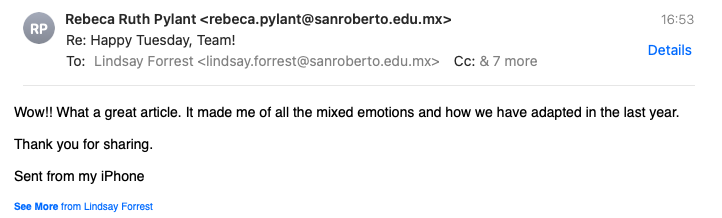 RP
Rebeca Ruth Pylant <rebeca.pylant@sanroberto.edu.mx>
16:53
Re: Happy Tuesday, Team!
Details
To: Lindsay Forrest <lindsay.forrest@sanroberto.edu.mx> Cc: & 7 more
Wow!! What a great article. It made me of all the mixed emotions and how we have adapted in the last year.
Thank you for sharing.
Sent from my iPhone
See More from Lindsay Forrest